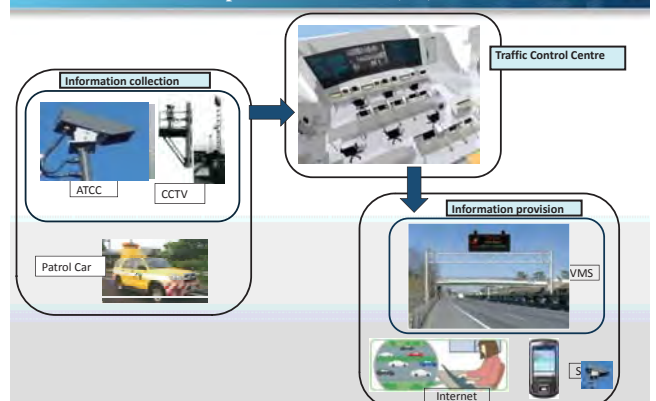 Information collection
ATCC
CCTV
Patrol Car
Traffic Control Centre
Information provision
VMS
Internet